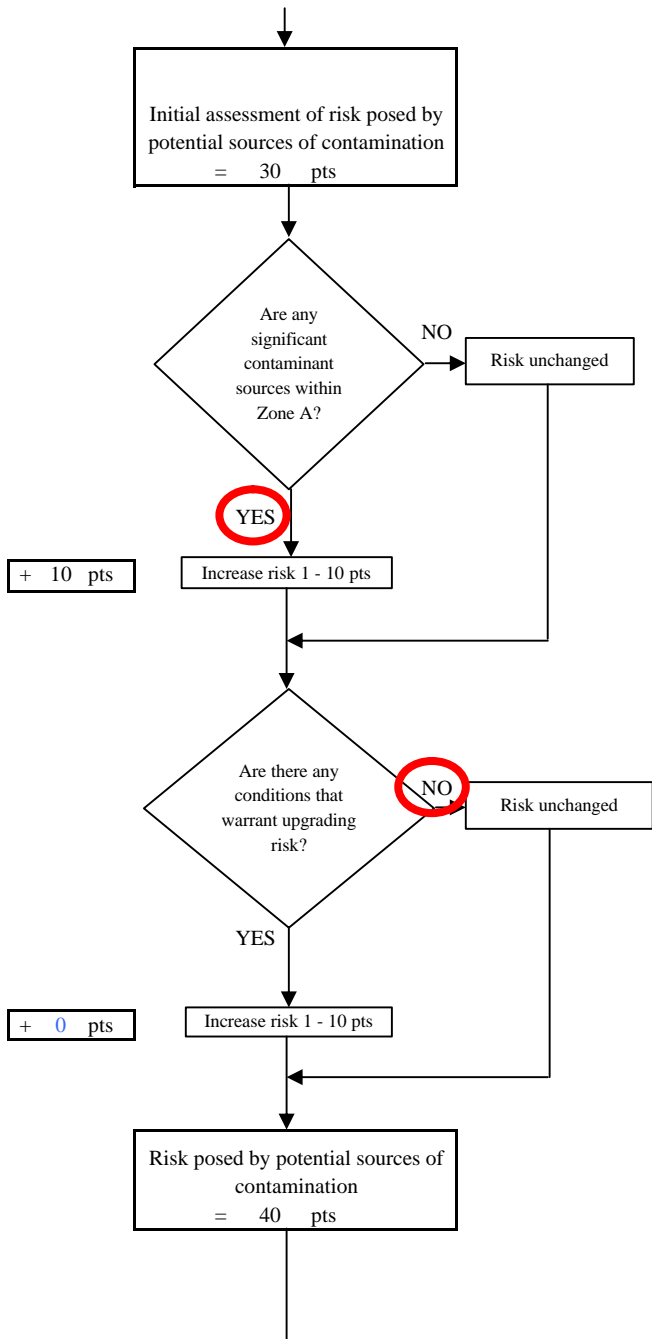 Initial assessment of risk posed by
potential sources of contamination
= 30 pts
Are any
significant
contaminant
sources within
Zone A?
NO
Risk unchanged
YES
+ 10 pts
Increase risk 1 - 10 pts
Are there any
conditions that
warrant upgrading
risk?
NO
Risk unchanged
YES
+ 0 pts
Increase risk 1 - 10 pts
Risk posed by potential sources of
contamination
= 40 pts